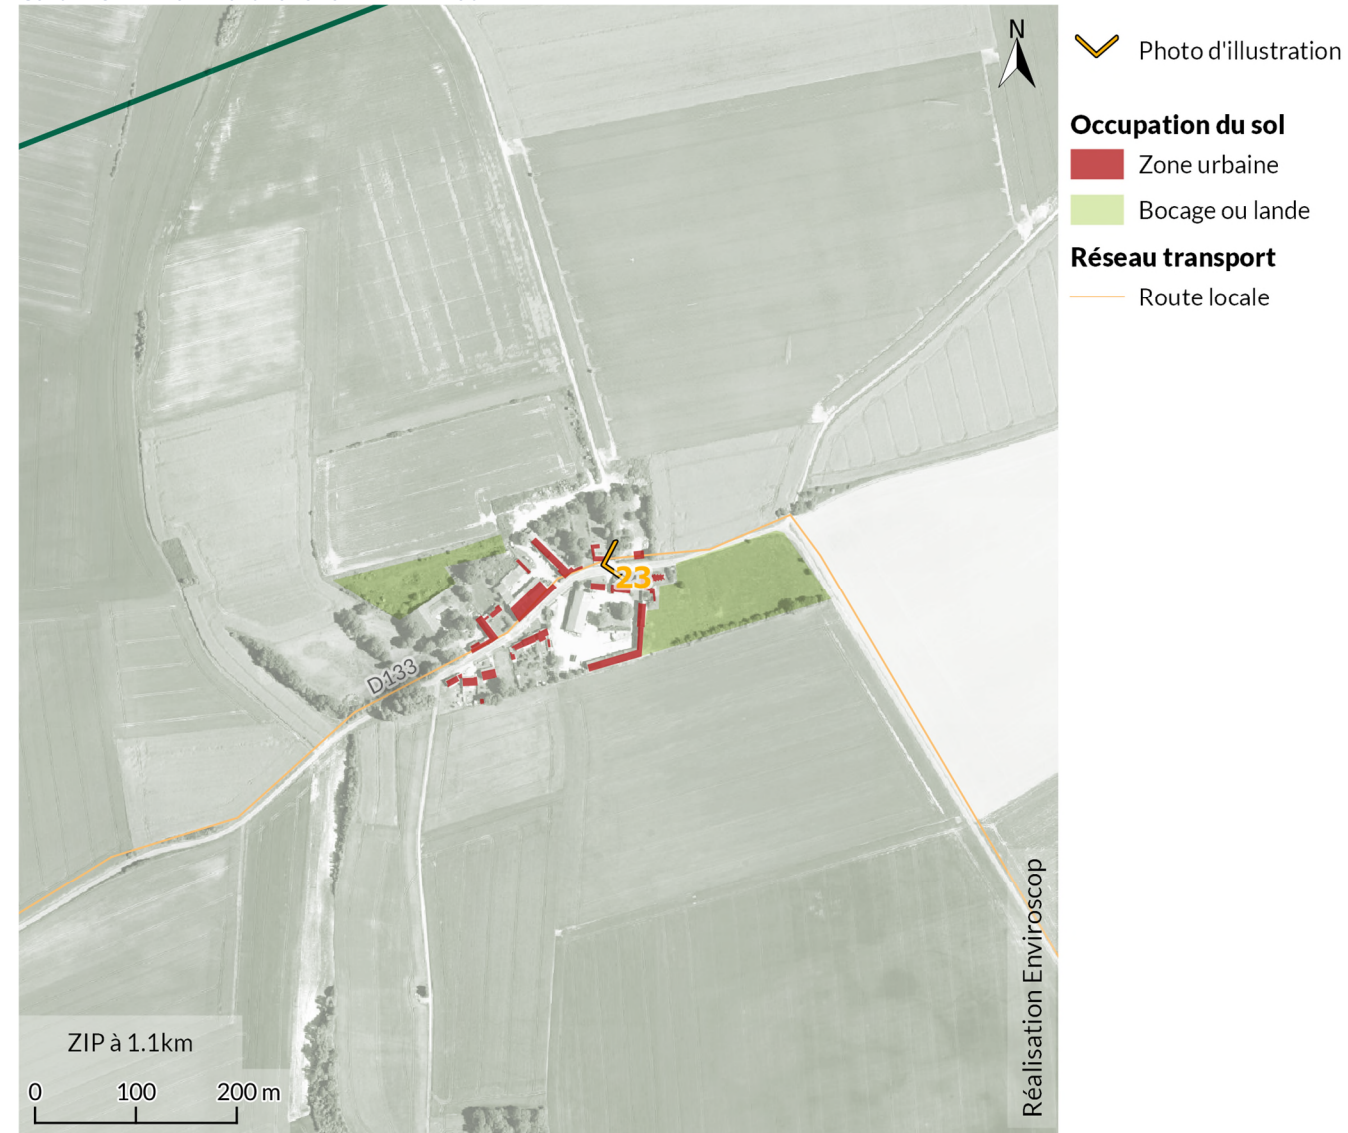 N
Photo d'illustration
Occupation du sol
Zone urbaine
Bocage ou lande
Réseau transport
Route locale
23
D133
Réalisation Enviroscop
ZIP à 1.1km
0 100 200 m